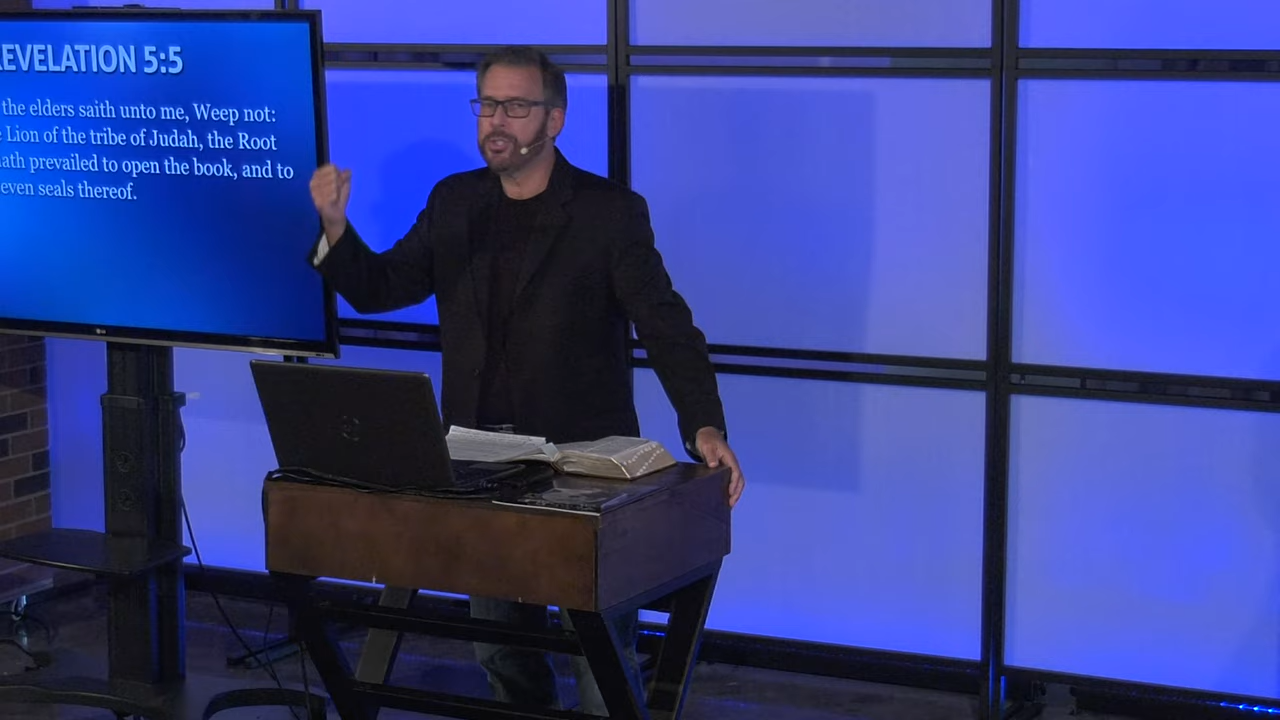 EVELATION 5:5
the elders saith unto me, Weep not:
Lion of the tribe of Judah, the Root
ath prevailed to open the book, and to
even seals thereof.